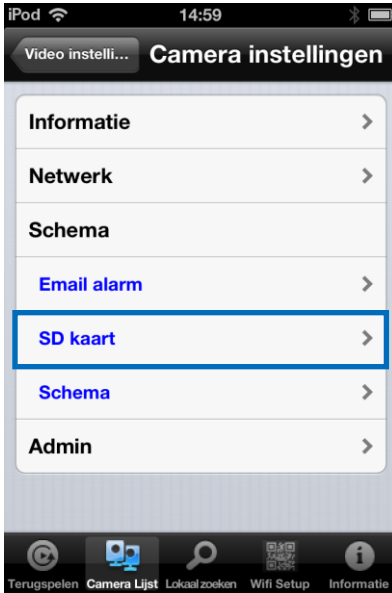 iPod 14:59
Video instelli... Camera instellingen
Informatie
Netwerk
Schema
Email alarm
SD kaart
Schema
Admin
Terugspelen Camera Lijst Lokaal zoeken Wifi Setup Informatie